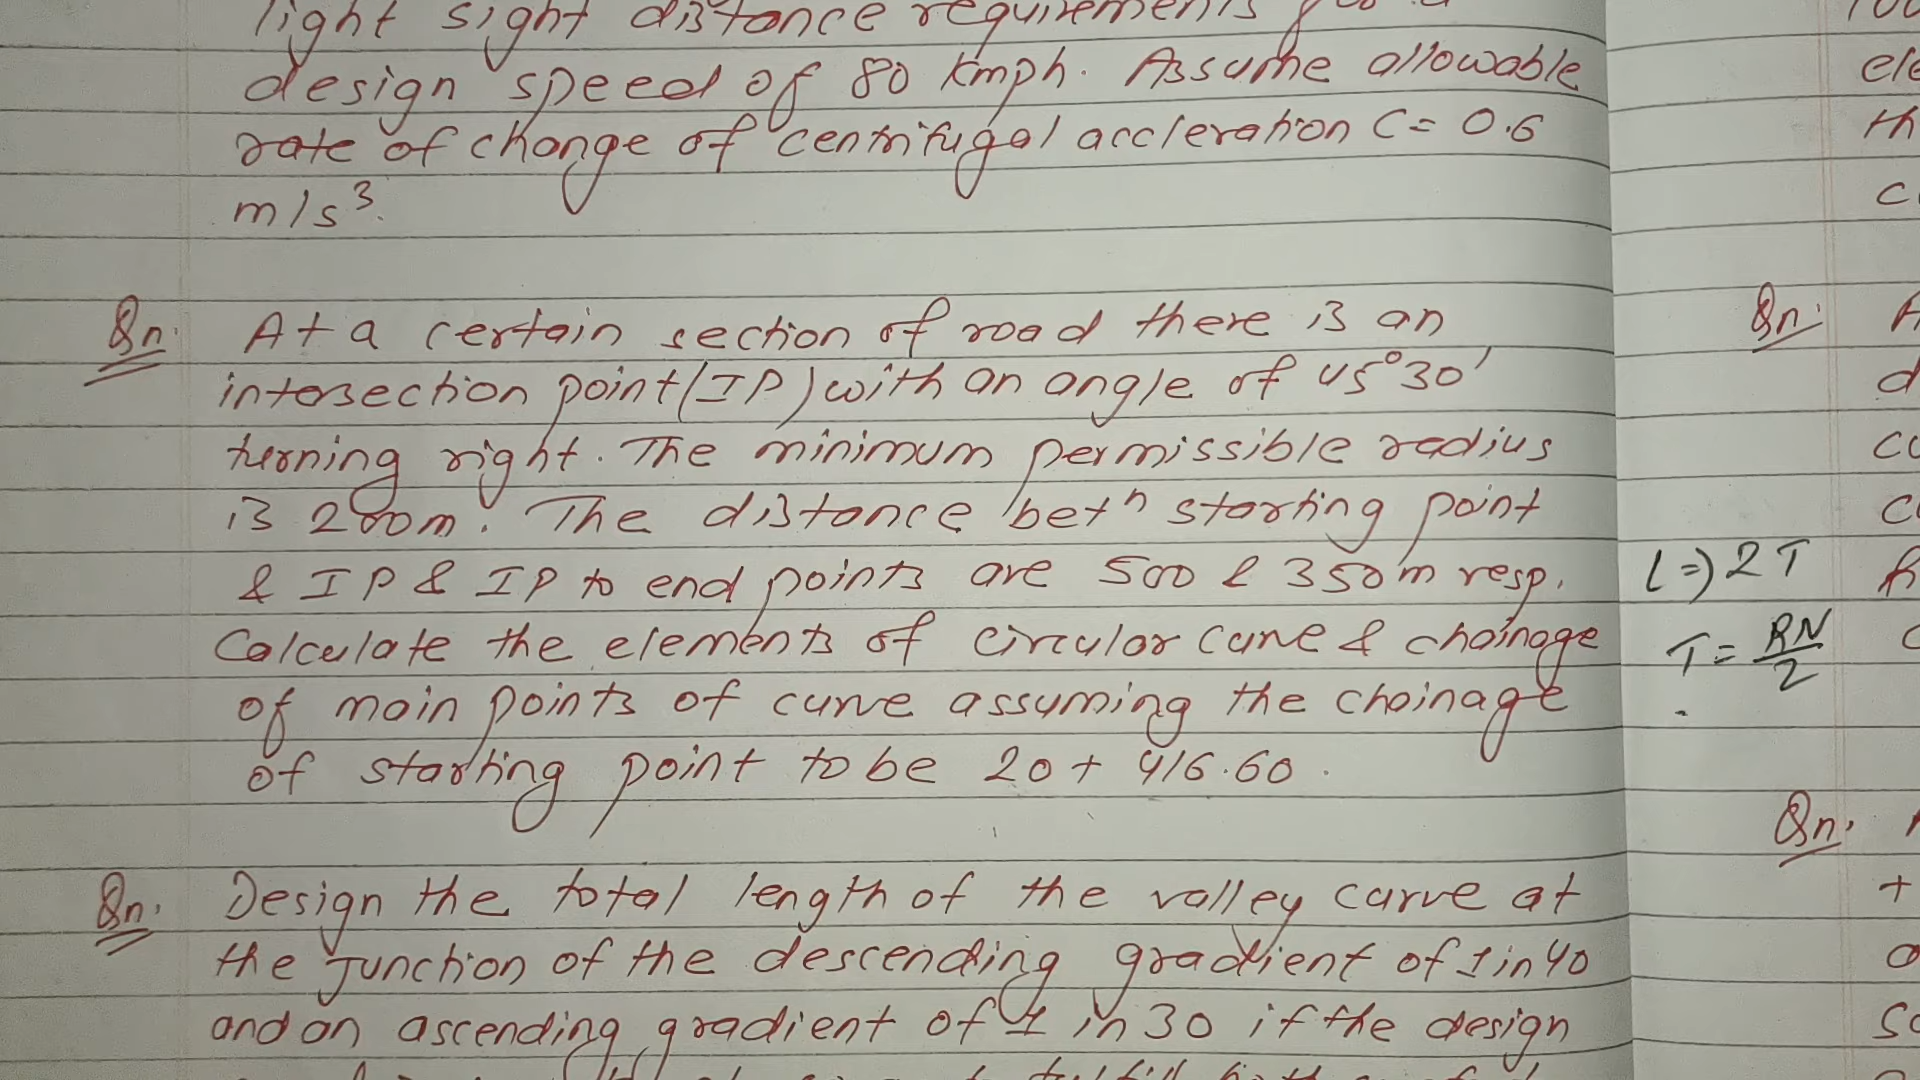 light sight distance requirements for a
design speed of 80 kmph. Assume allowable
rate of change of centrifugal accleration C = 0.6
m/s³.
Qn. At a certain section of road there is an
intersection point (IP) with an angle of 45°30'
turning right. The minimum permissible radius
is 200m. The distance betⁿ starting point
& IP & IP to end points are 500 & 350m resp.
Calculate the elements of circular curve & chainage
of main points of curve assuming the chainage
of starting point to be 20+ 416.60.
Qn. Design the total length of the valley curve at
the junction of the descending gradient of 1 in 40
and an ascending gradient of 1 in 30 if the design
ele
th
Qn.
L => 2T
T = RN/2
Qn.